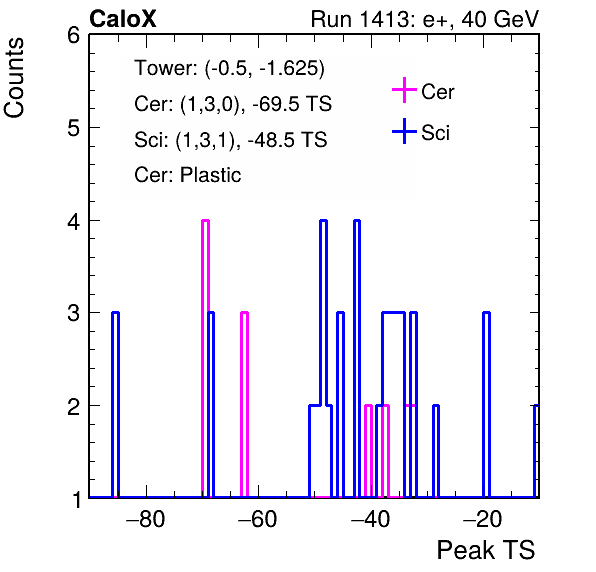 CaloX Run 1413: e+, 40 GeV
Counts
6
5
4
3
2
1
Tower: (-0.5, -1.625)
Cer: (1,3,0), -69.5 TS
Sci: (1,3,1), -48.5 TS
Cer: Plastic
Cer
Sci
−80 −60 −40 −20
Peak TS